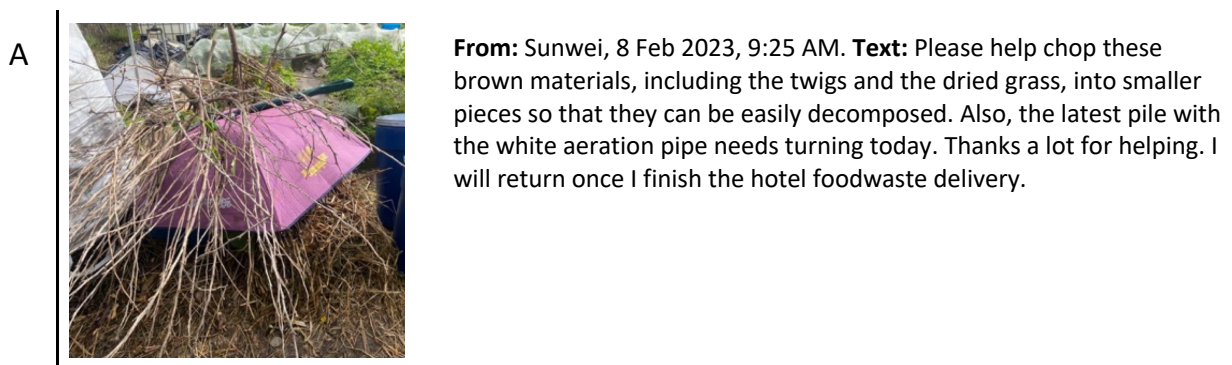 A
From: Sunwei, 8 Feb 2023, 9:25 AM. Text: Please help chop these
brown materials, including the twigs and the dried grass, into smaller
pieces so that they can be easily decomposed. Also, the latest pile with
the white aeration pipe needs turning today. Thanks a lot for helping. I
will return once I finish the hotel foodwaste delivery.